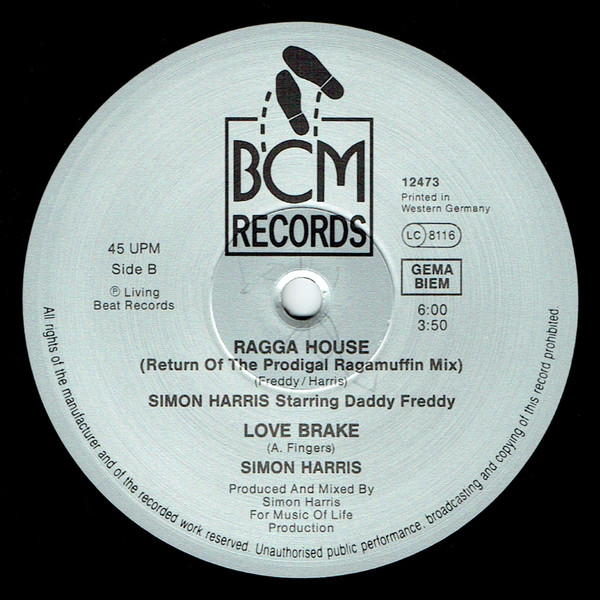 BCM
RECORDS
12473
Printed in
Western Germany
LC 8116
GEMA
BIEM
6:00
3:50
45 UPM
Side B
℗ Living
Beat Records
RAGGA HOUSE
(Return Of The Prodigal Ragamuffin Mix)
(Freddy/Harris)
SIMON HARRIS Starring Daddy Freddy
LOVE BRAKE
(A. Fingers)
SIMON HARRIS
Produced And Mixed By
Simon Harris
For Music Of Life
Production
All rights of the manufacturer and of the owner of the recorded work reserved. Unauthorised public performance, broadcasting and copying of this record prohibited.